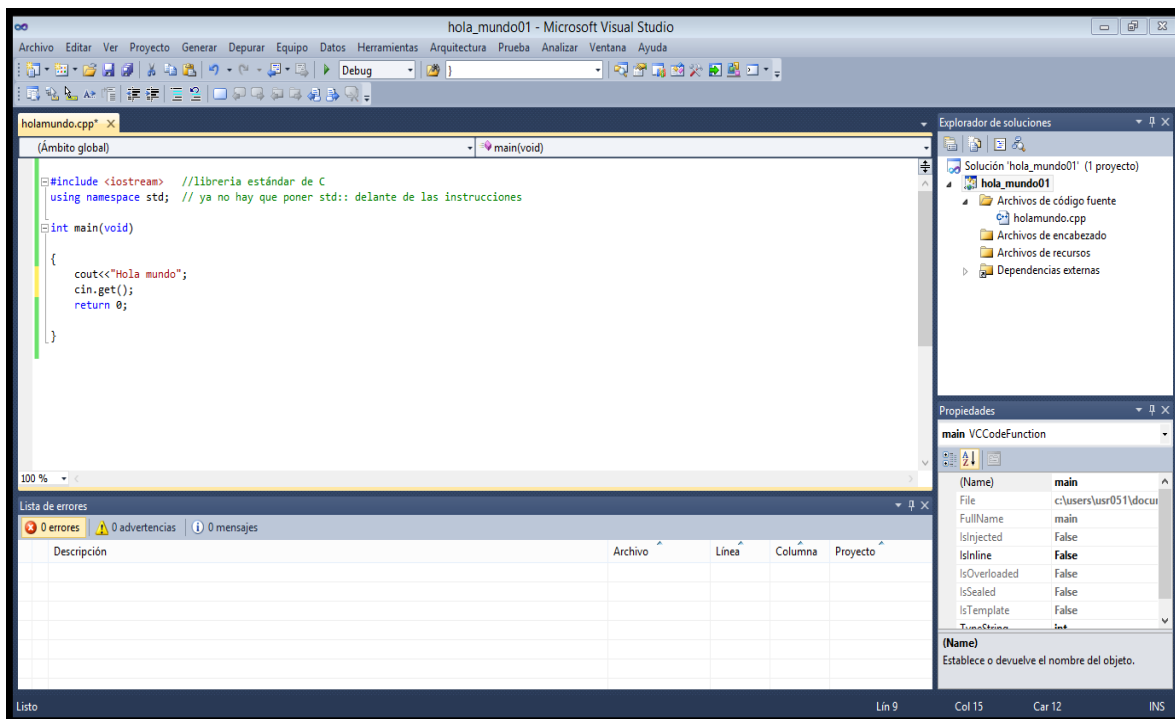 hola_mundo01 - Microsoft Visual Studio
Archivo Editar Ver Proyecto Generar Depurar Equipo Datos Herramientas Arquitectura Prueba Analizar Ventana Ayuda
Debug }
holamundo.cpp* X
(Ámbito global) main(void)
#include <iostream> //libreria estándar de C
using namespace std; // ya no hay que poner std:: delante de las instrucciones
int main(void)
{
cout<<"Hola mundo";
cin.get();
return 0;
}
100 %
Lista de errores
0 errores 0 advertencias 0 mensajes
Descripción Archivo Línea Columna Proyecto
Explorador de soluciones
Solución 'hola_mundo01' (1 proyecto)
hola_mundo01
Archivos de código fuente
holamundo.cpp
Archivos de encabezado
Archivos de recursos
Dependencias externas
Propiedades
main VCCodeFunction
(Name) main
File c:\users\usr051\docur
FullName main
IsInjected False
IsInline False
IsOverloaded False
IsSealed False
IsTemplate False
TypeString int
(Name)
Establece o devuelve el nombre del objeto.
Listo Lín 9 Col 15 Car 12 INS